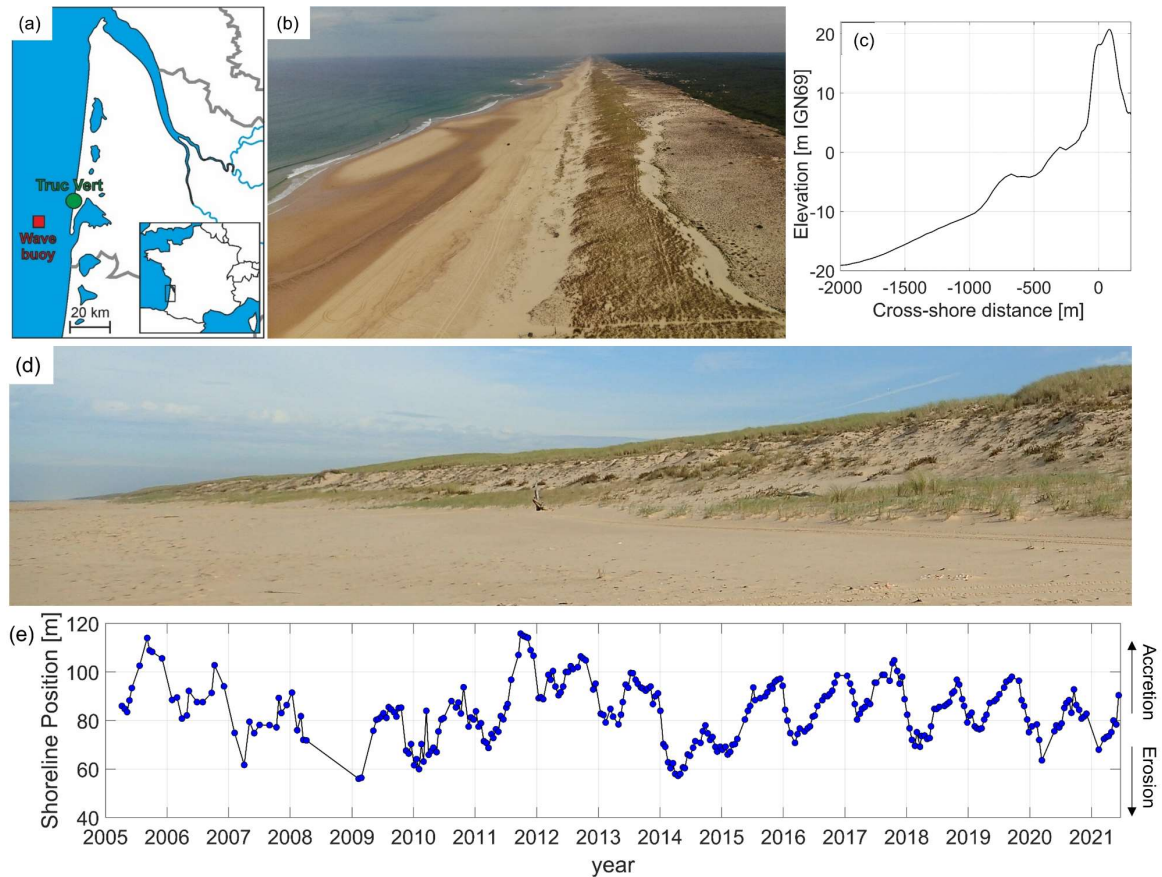 (a)
Truc Vert
Wave
buoy
20 km
(b)
(c)
Elevation [m IGN69]
20
10
0
-10
-20
-2000
-1500
-1000
-500
0
Cross-shore distance [m]
(d)
(e)
Shoreline Position [m]
120
100
80
60
40
2005
2006
2007
2008
2009
2010
2011
2012
2013
2014
2015
2016
2017
2018
2019
2020
2021
year
Accretion
Erosion